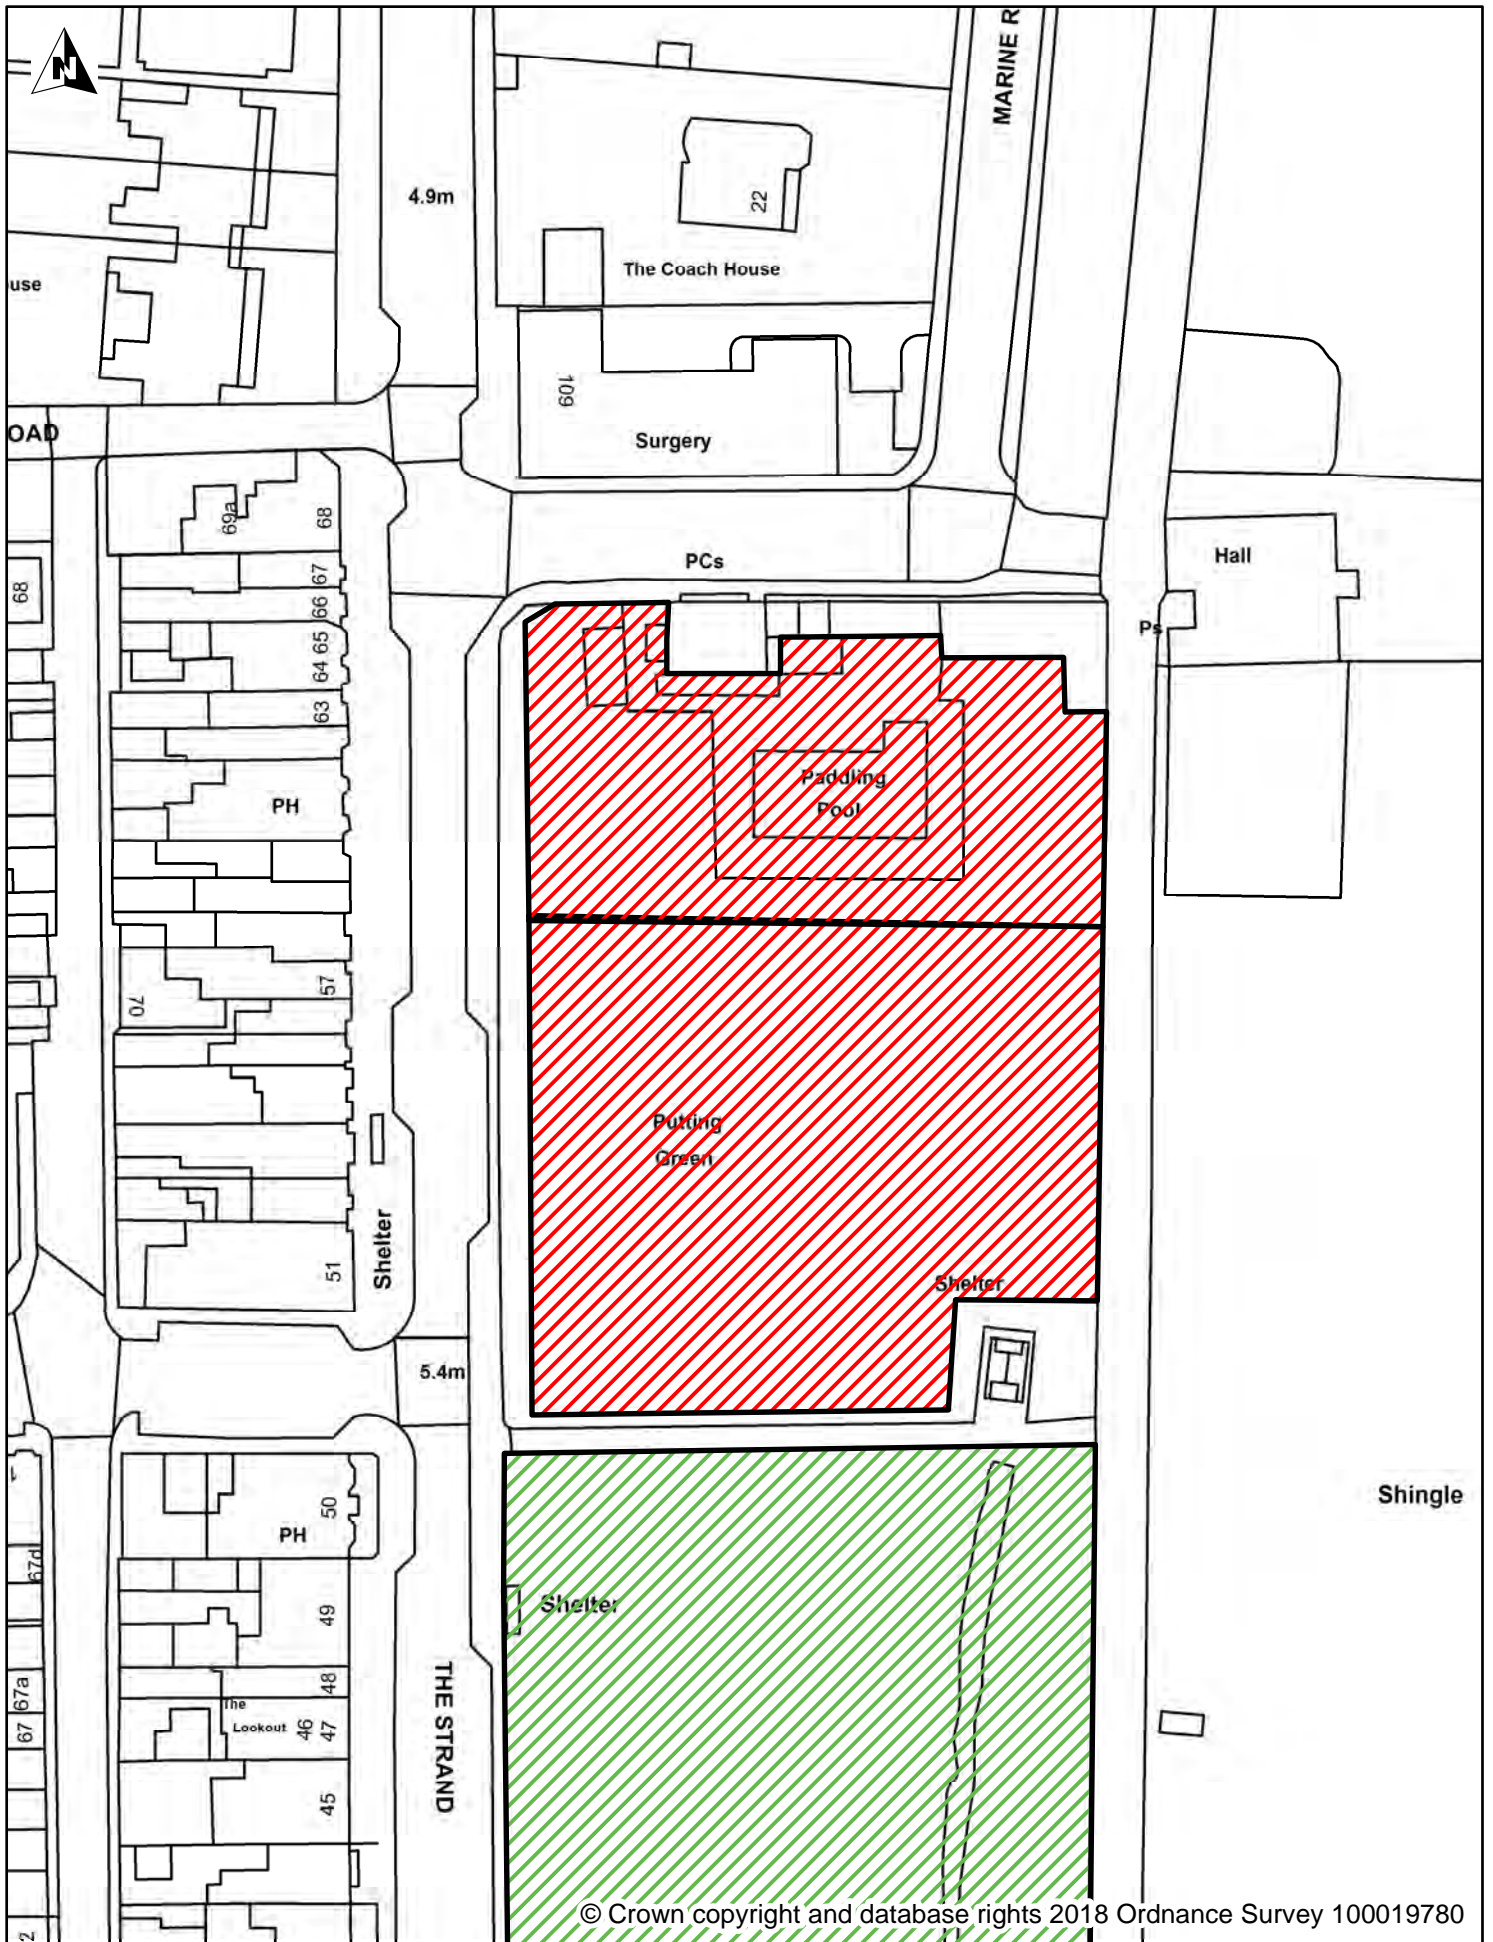 N
MARINE R
4.9m
22
The Coach House
use
109
OAD
Surgery
69a
68
PCs
Hall
67
68
66
Ps
65
64
63
Paddling
Pool
PH
57
70
Putting
Green
Shelter
51
Shelter
5.4m
50
PH
Shingle
67d
49
Shelter
48
67a
The
Lookout
46
47
67
THE STRAND
45
2
© Crown copyright and database rights 2018 Ordnance Survey 100019780